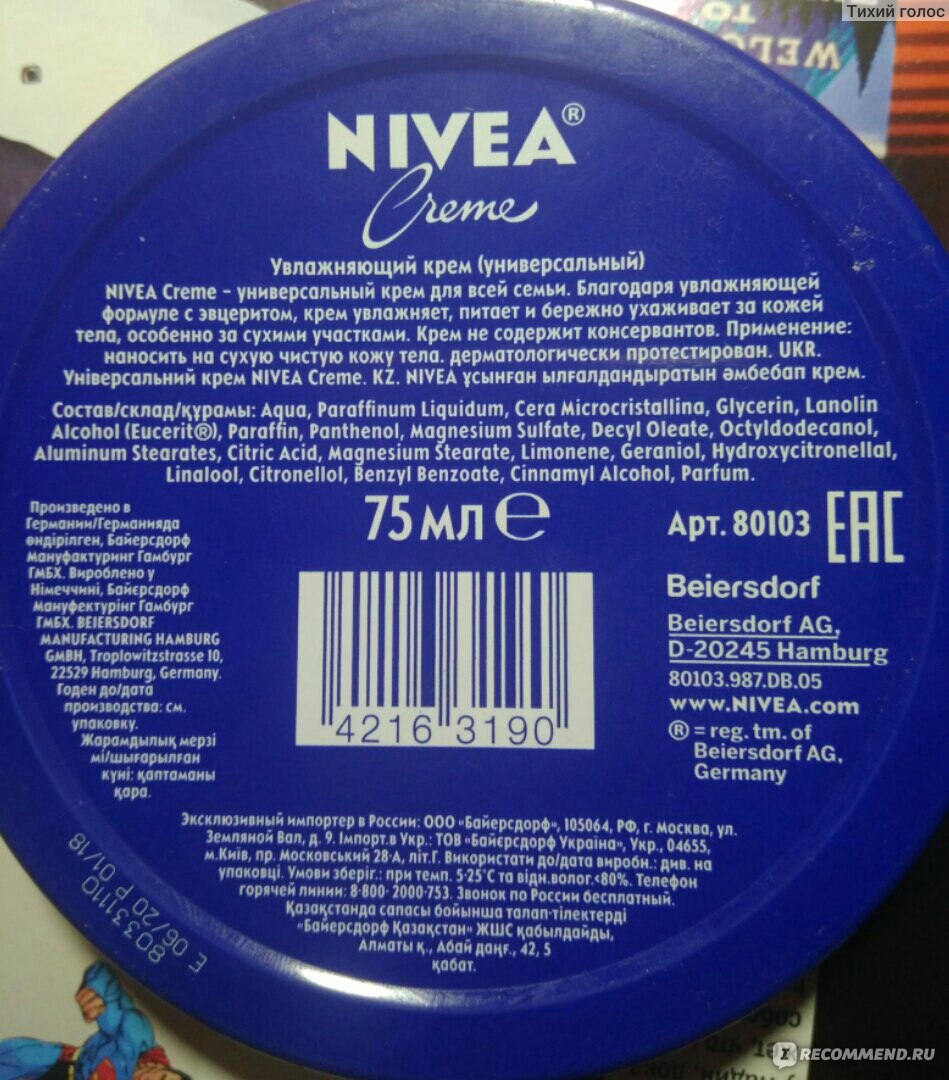 Тихий голос
WELC
TO
NIVEA®
Creme
Увлажняющий крем (универсальный)
NIVEA Creme – универсальный крем для всей семьи. Благодаря увлажняющей
формуле с эвцеритом, крем увлажняет, питает и бережно ухаживает за кожей
тела, особенно за сухими участками. Крем не содержит консервантов. Применение:
наносить на сухую чистую кожу тела. дерматологически протестирован. UKR.
Універсальний крем NIVEA Creme. KZ. NIVEA ұсынған ылғалдандыратын әмбебап крем.
Состав/склад/құрамы: Aqua, Paraffinum Liquidum, Cera Microcristallina, Glycerin, Lanolin
Alcohol (Eucerit®), Paraffin, Panthenol, Magnesium Sulfate, Decyl Oleate, Octyldodecanol,
Aluminum Stearates, Citric Acid, Magnesium Stearate, Limonene, Geraniol, Hydroxycitronellal,
Linalool, Citronellol, Benzyl Benzoate, Cinnamyl Alcohol, Parfum.
75 мл e
Арт. 80103 EAC
Произведено в
Германии/Германияда
өндірілген, Байерсдорф
Мануфактуринг Гамбург
ГМБХ. Вироблено у
Німеччині, Байєрсдорф
Мануфектурінг Гамбург
ГМБХ. BEIERSDORF
MANUFACTURING HAMBURG
GMBH, Troplowitzstrasse 10,
22529 Hamburg, Germany.
Годен до/дата
производства: см.
упаковку.
Жарамдылық мерзі
мі/шығарылған
күні: қаптаманы
қара.
4216 3190
Beiersdorf
Beiersdorf AG,
D-20245 Hamburg
80103.987.DB.05
www.NIVEA.com
® = reg. tm. of
Beiersdorf AG,
Germany
Эксклюзивный импортер в России: ООО «Байерсдорф», 105064, РФ, г. Москва, ул.
Земляной Вал, д. 9. Імпорт.в Укр.: ТОВ «Байєрсдорф Україна», Укр., 04655,
м.Київ, пр. Московський 28-А, літ.Г. Використати до/дата виробн.: див. на
упаковці. Умови зберіг.: при темп. 5-25°С та відн.волог.<80%. Телефон
горячей линии: 8-800- 2000-753. Звонок по России бесплатный.
Қазақстанда сапасы бойынша талап-тілектерді
«Байерсдорф Қазақстан» ЖШС қабылдайды,
Алматы қ., Абай даңғ., 42, 5
қабат.
80331110
E 06/20 P 01/18
RECOMMEND.RU